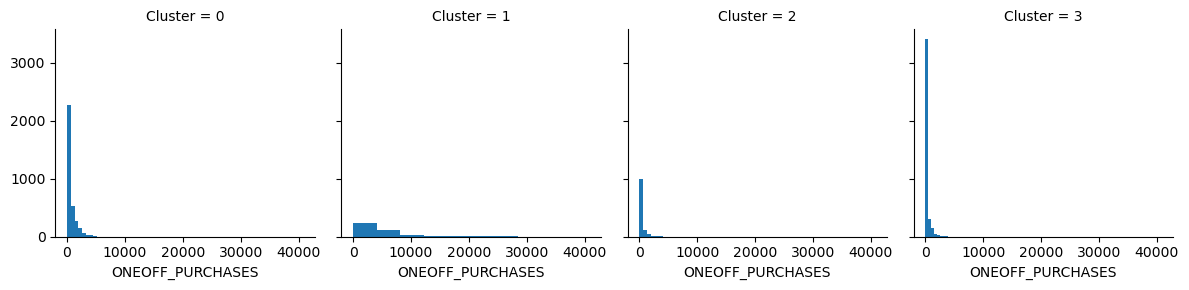 Cluster = 0 Cluster = 1 Cluster = 2 Cluster = 3
3000
2000
1000
0
0 10000 20000 30000 40000 0 10000 20000 30000 40000 0 10000 20000 30000 40000 0 10000 20000 30000 40000
ONEOFF_PURCHASES ONEOFF_PURCHASES ONEOFF_PURCHASES ONEOFF_PURCHASES